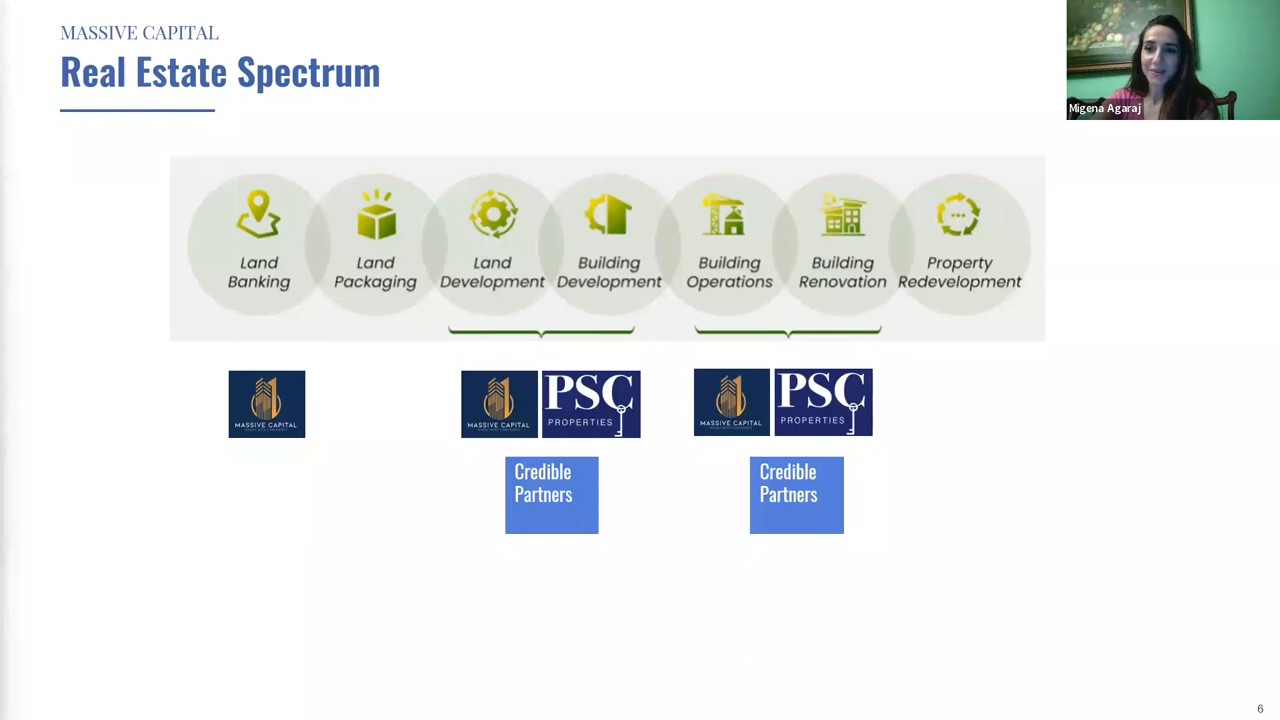 MASSIVE CAPITAL
Real Estate Spectrum
Migena Agaraj
Land
Banking
Land
Packaging
Land
Development
Building
Development
Building
Operations
Building
Renovation
Property
Redevelopment
MASSIVE CAPITAL
MASSIVE CAPITAL
PSC
PROPERTIES
MASSIVE CAPITAL
PSC
PROPERTIES
Credible
Partners
Credible
Partners
6